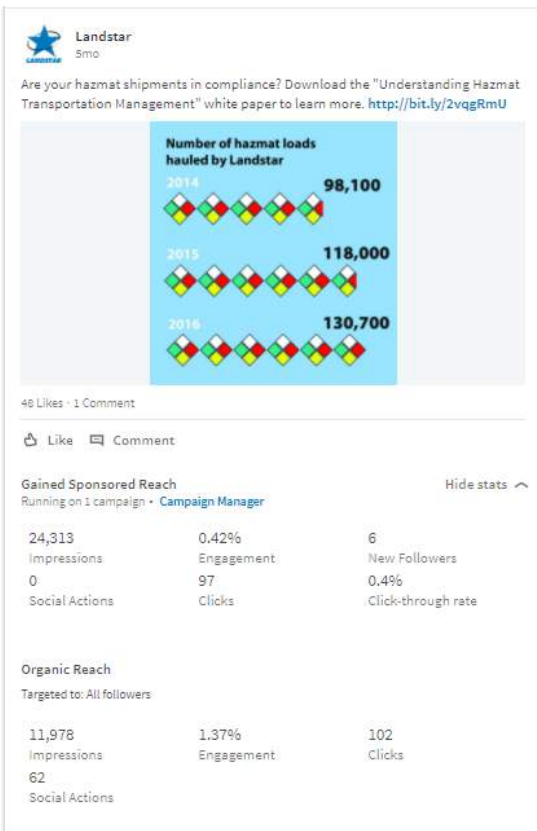 Landstar
5mo
LANDSTAR
Are your hazmat shipments in compliance? Download the "Understanding Hazmat
Transportation Management" white paper to learn more. http://bit.ly/2vqgRmU
Number of hazmat loads
hauled by Landstar
2014
98,100
2015
118,000
2016
130,700
48 Likes · 1 Comment
Like Comment
Gained Sponsored Reach Hide stats
Running on 1 campaign • Campaign Manager
24,313 0.42% 6
Impressions Engagement New Followers
0 97 0.4%
Social Actions Clicks Click-through rate
Organic Reach
Targeted to: All followers
11,978 1.37% 102
Impressions Engagement Clicks
62
Social Actions